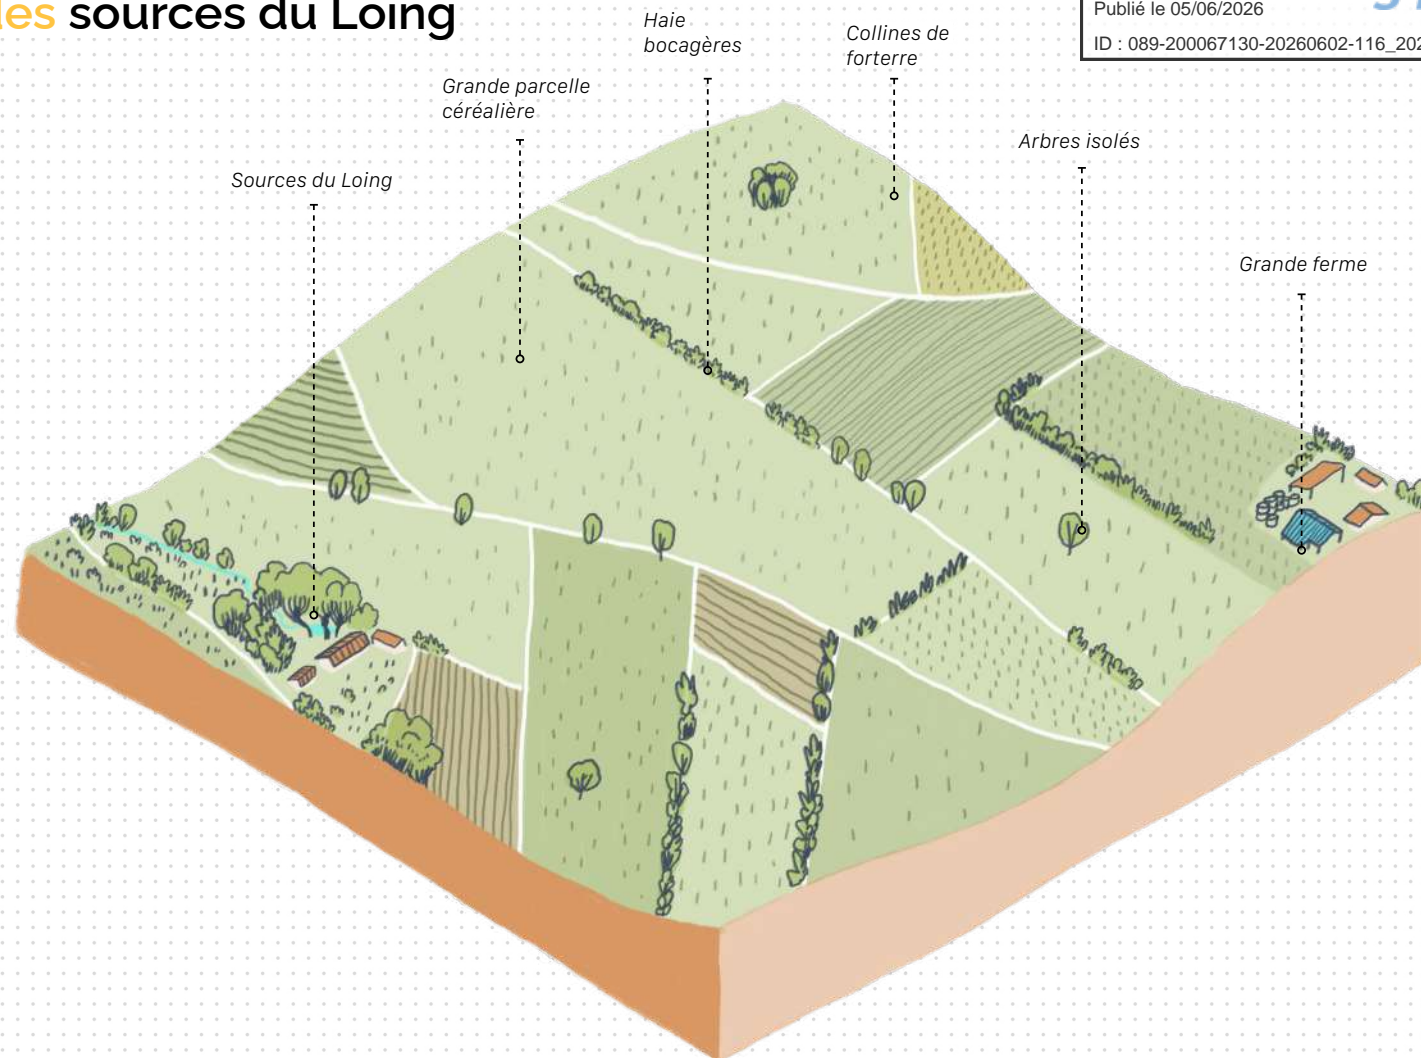 des sources du Loing
Publié le 05/06/2026
ID : 089-200067130-20260602-116_202
Haie
bocagères
Collines de
forterre
Grande parcelle
céréalière
Arbres isolés
Sources du Loing
Grande ferme